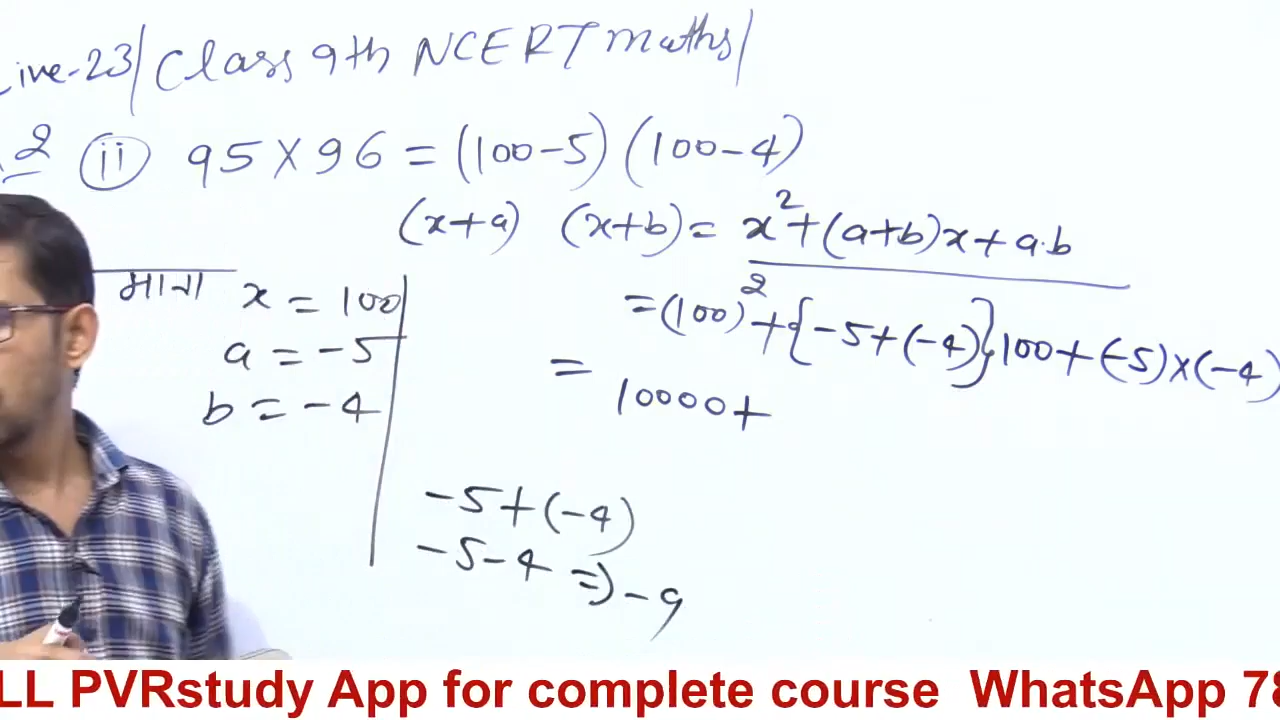 ive-23/ Class 9th NCERT maths/
2 (ii) 95 X 96 = (100-5) (100-4)
(x+a) (x+b) = x²+(a+b)x+a.b
माना x = 100
= (100)² + {-5+(-4)}100+(-5)×(-4)
a = -5
b = -4
= 10000+
-5+(-4)
-5-4 => -9
LL PVRstudy App for complete course WhatsApp 78